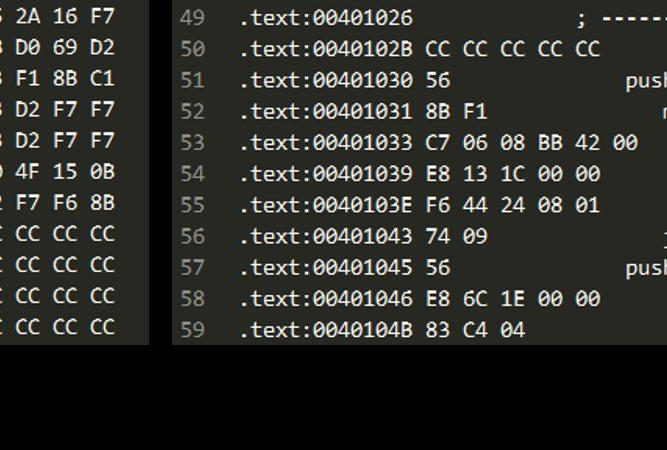 2A 16 F7
D0 69 D2
F1 8B C1
D2 F7 F7
D2 F7 F7
4F 15 0B
F7 F6 8B
CC CC CC
CC CC CC
CC CC CC
CC CC CC
49 .text:00401026 ; ------
50 .text:0040102B CC CC CC CC CC
51 .text:00401030 56 push
52 .text:00401031 8B F1
53 .text:00401033 C7 06 08 BB 42 00
54 .text:00401039 E8 13 1C 00 00
55 .text:0040103E F6 44 24 08 01
56 .text:00401043 74 09
57 .text:00401045 56 push
58 .text:00401046 E8 6C 1E 00 00
59 .text:0040104B 83 C4 04